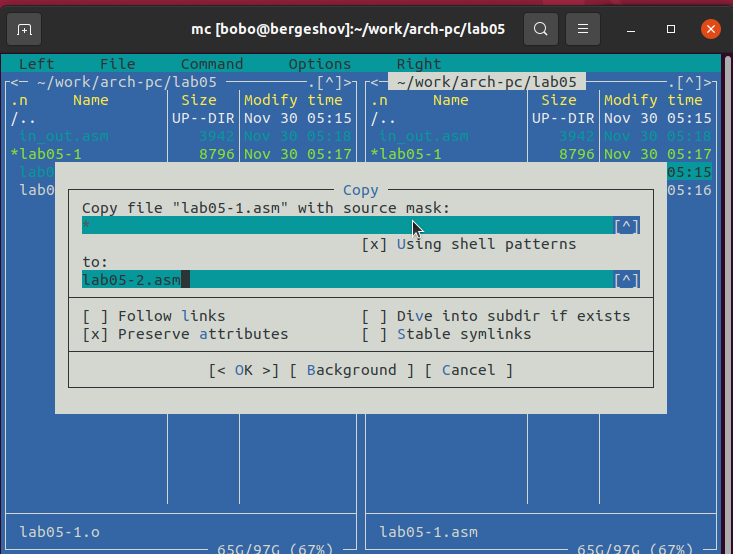 mc [bobo@bergeshov]:~/work/arch-pc/lab05
Left File Command Options Right
<─ ~/work/arch-pc/lab05 .[^]> <─ ~/work/arch-pc/lab05 .[^]>
.n Name Size Modify time .n Name Size Modify time
/.. UP--DIR Nov 30 05:15 /.. UP--DIR Nov 30 05:15
in_out.asm 3942 Nov 30 05:18 in_out.asm 3942 Nov 30 05:18
*lab05-1 8796 Nov 30 05:17 *lab05-1 8796 Nov 30 05:17
lab0 05:15
lab0 05:16
Copy
Copy file "lab05-1.asm" with source mask:
* [^]
[x] Using shell patterns
to:
lab05-2.asm [^]
[ ] Follow links [ ] Dive into subdir if exists
[x] Preserve attributes [ ] Stable symlinks
[< OK >] [ Background ] [ Cancel ]
lab05-1.o lab05-1.asm
65G/97G (67%) 65G/97G (67%)